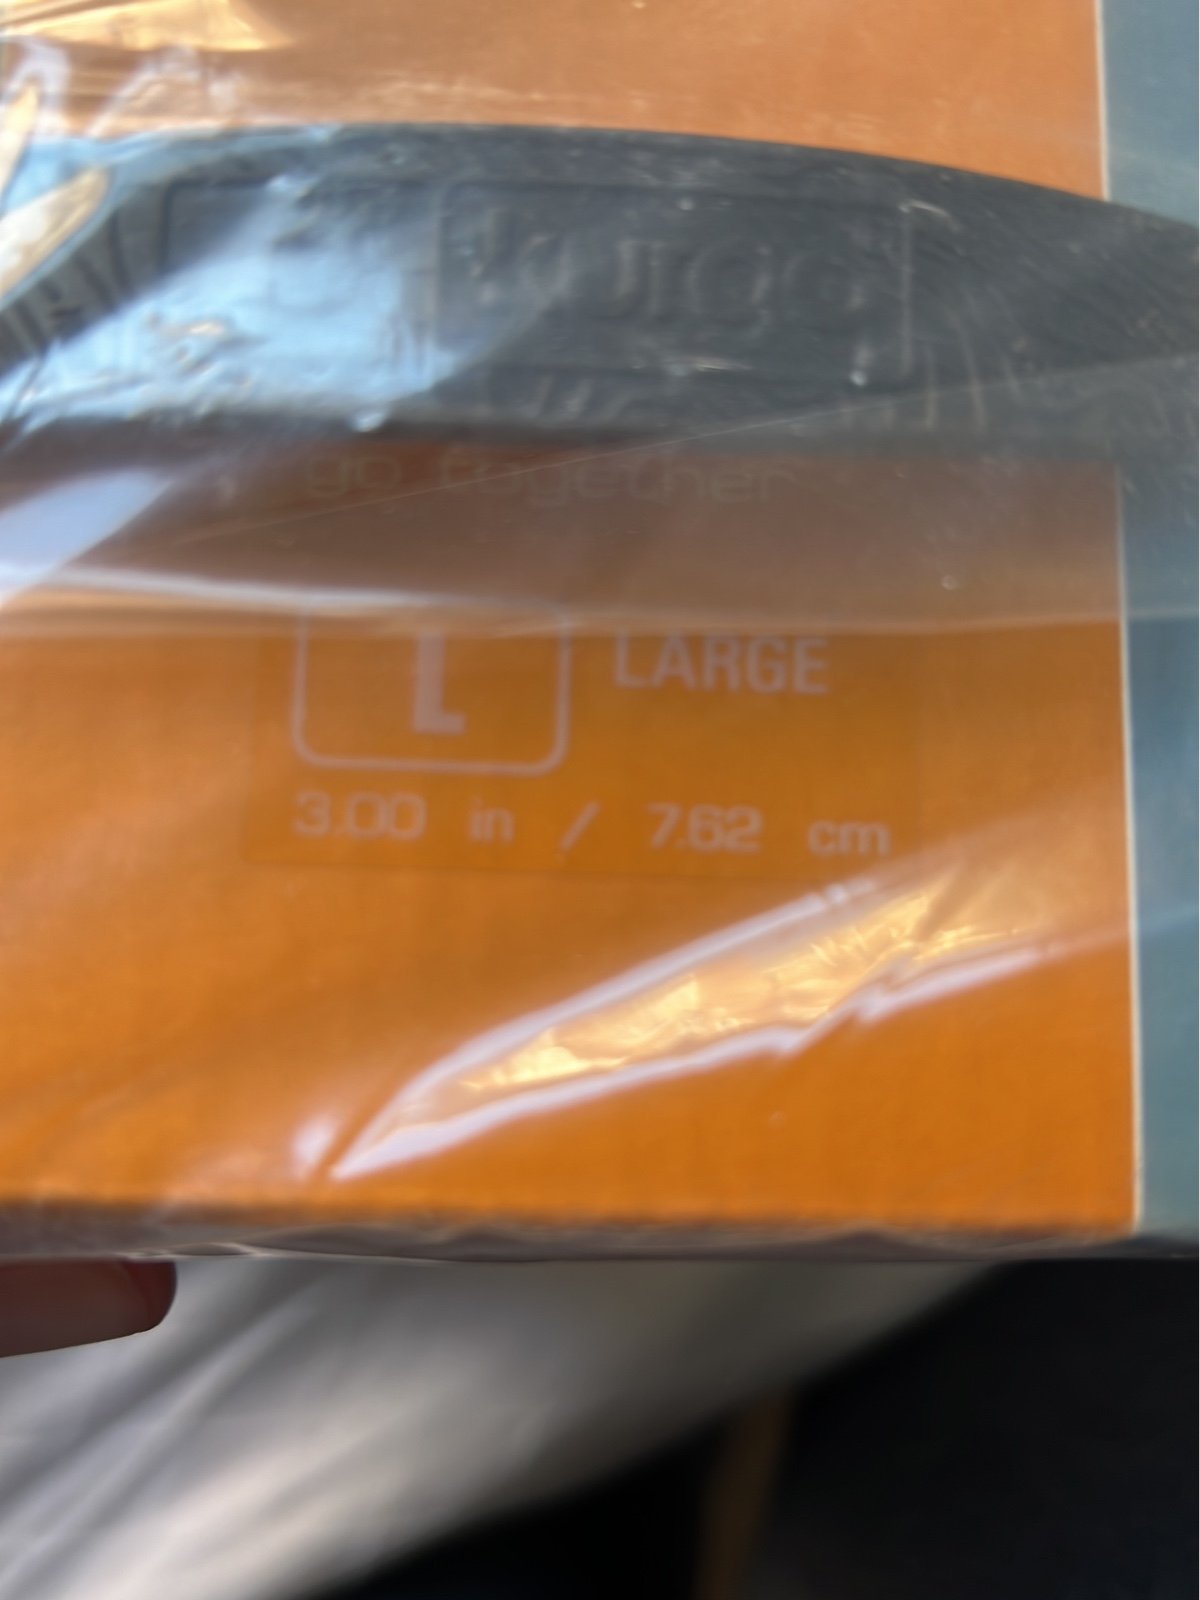 go together
L LARGE
3.00 in / 7.62 cm